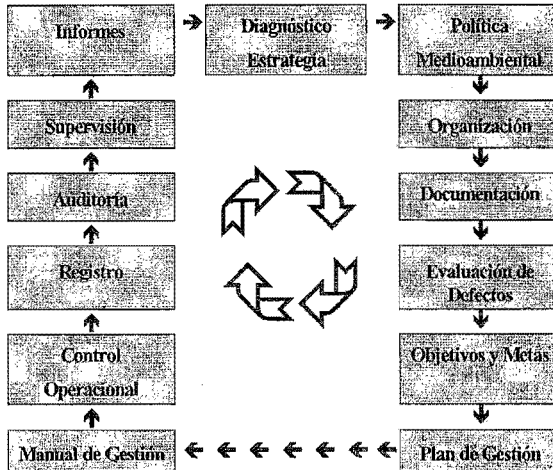 Informes
Diagnóstico
Estrategia
Política
Medioambiental
Organización
Documentación
Evaluación de
Defectos
Objetivos y Metas
Plan de Gestión
Manual de Gestión
Control
Operacional
Registro
Auditoria
Supervisión